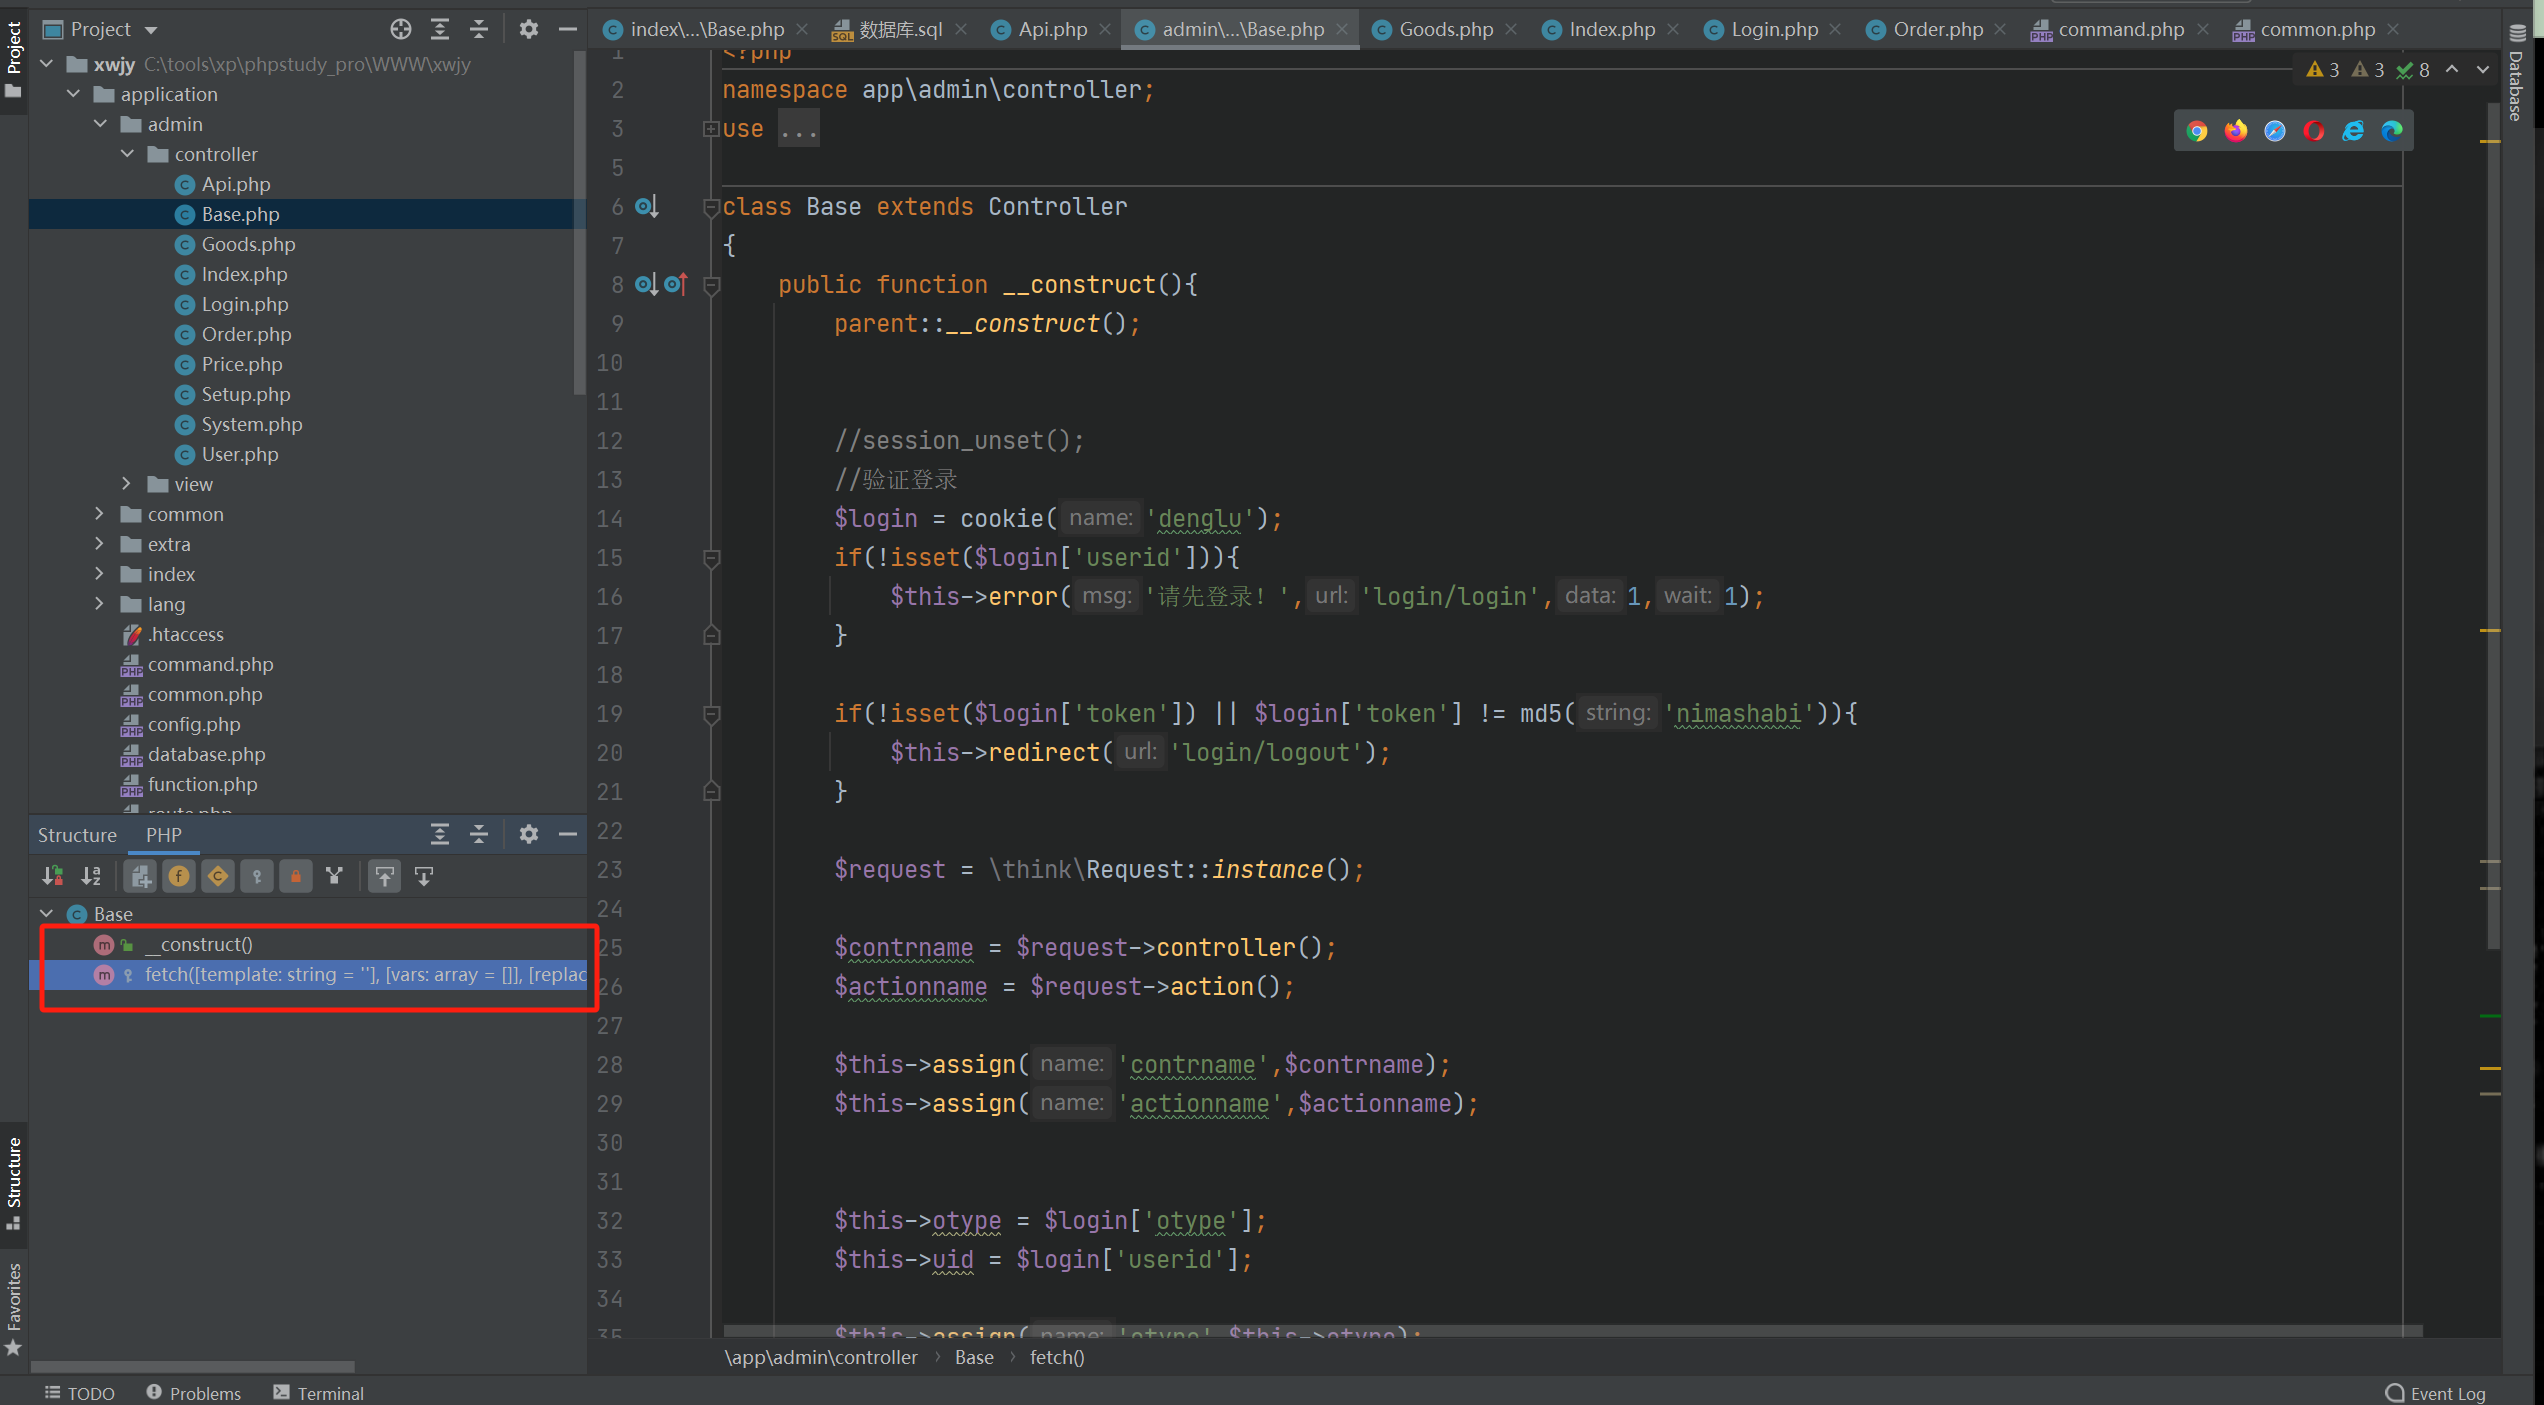 Project
xwjy C:\tools\xp\phpstudy_pro\WWW\xwjy
application
admin
controller
Api.php
Base.php
Goods.php
Index.php
Login.php
Order.php
Price.php
Setup.php
System.php
User.php
view
common
extra
index
lang
.htaccess
command.php
common.php
config.php
database.php
function.php
route.php
Structure PHP
Base
__construct()
fetch([template: string = ''], [vars: array = []], [replac
Project
Structure
Favorites
index\...\Base.php 数据库.sql Api.php admin\...\Base.php Goods.php Index.php Login.php Order.php command.php common.php
3 3 8
Database
1 <?php
2 namespace app\admin\controller;
3 use ...
5
6 class Base extends Controller
7 {
8 public function __construct(){
9 parent::__construct();
10
11
12 //session_unset();
13 //验证登录
14 $login = cookie( name: 'denglu');
15 if(!isset($login['userid'])){
16 $this->error( msg: '请先登录! ', url: 'login/login', data: 1, wait: 1);
17 }
18
19 if(!isset($login['token']) || $login['token'] != md5( string: 'nimashabi')){
20 $this->redirect( url: 'login/logout');
21 }
22
23 $request = \think\Request::instance();
24
25 $contrname = $request->controller();
26 $actionname = $request->action();
27
28 $this->assign( name: 'contrname',$contrname);
29 $this->assign( name: 'actionname',$actionname);
30
31
32 $this->otype = $login['otype'];
33 $this->uid = $login['userid'];
34
35 $this->assign( name: 'otype',$this->otype);
\app\admin\controller › Base › fetch()
TODO Problems Terminal Event Log